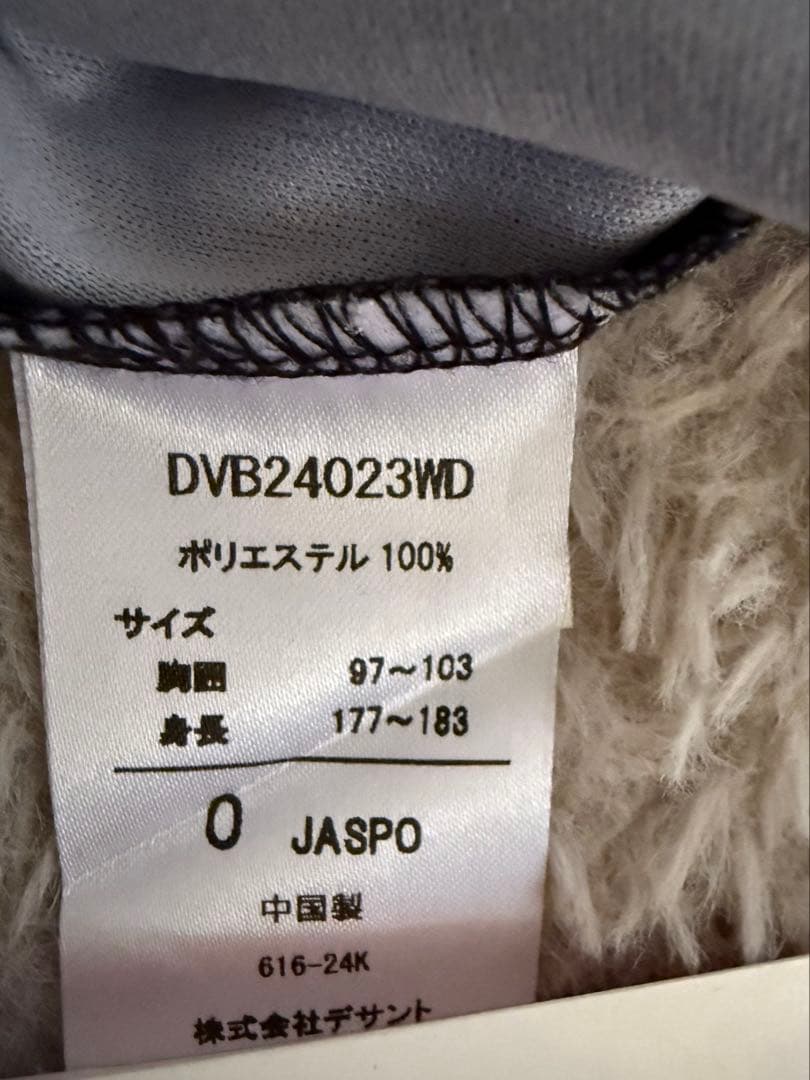 DVB24023WD
ポリエステル 100%
サイズ
胸囲 97～103
身長 177～183
O JASPO
中国製
616-24K
株式会社デサント